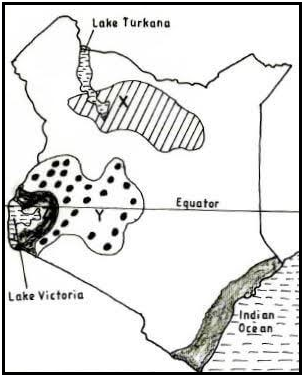 Lake Turkana
X
Equator
Y
Lake Victoria
Indian
Ocean